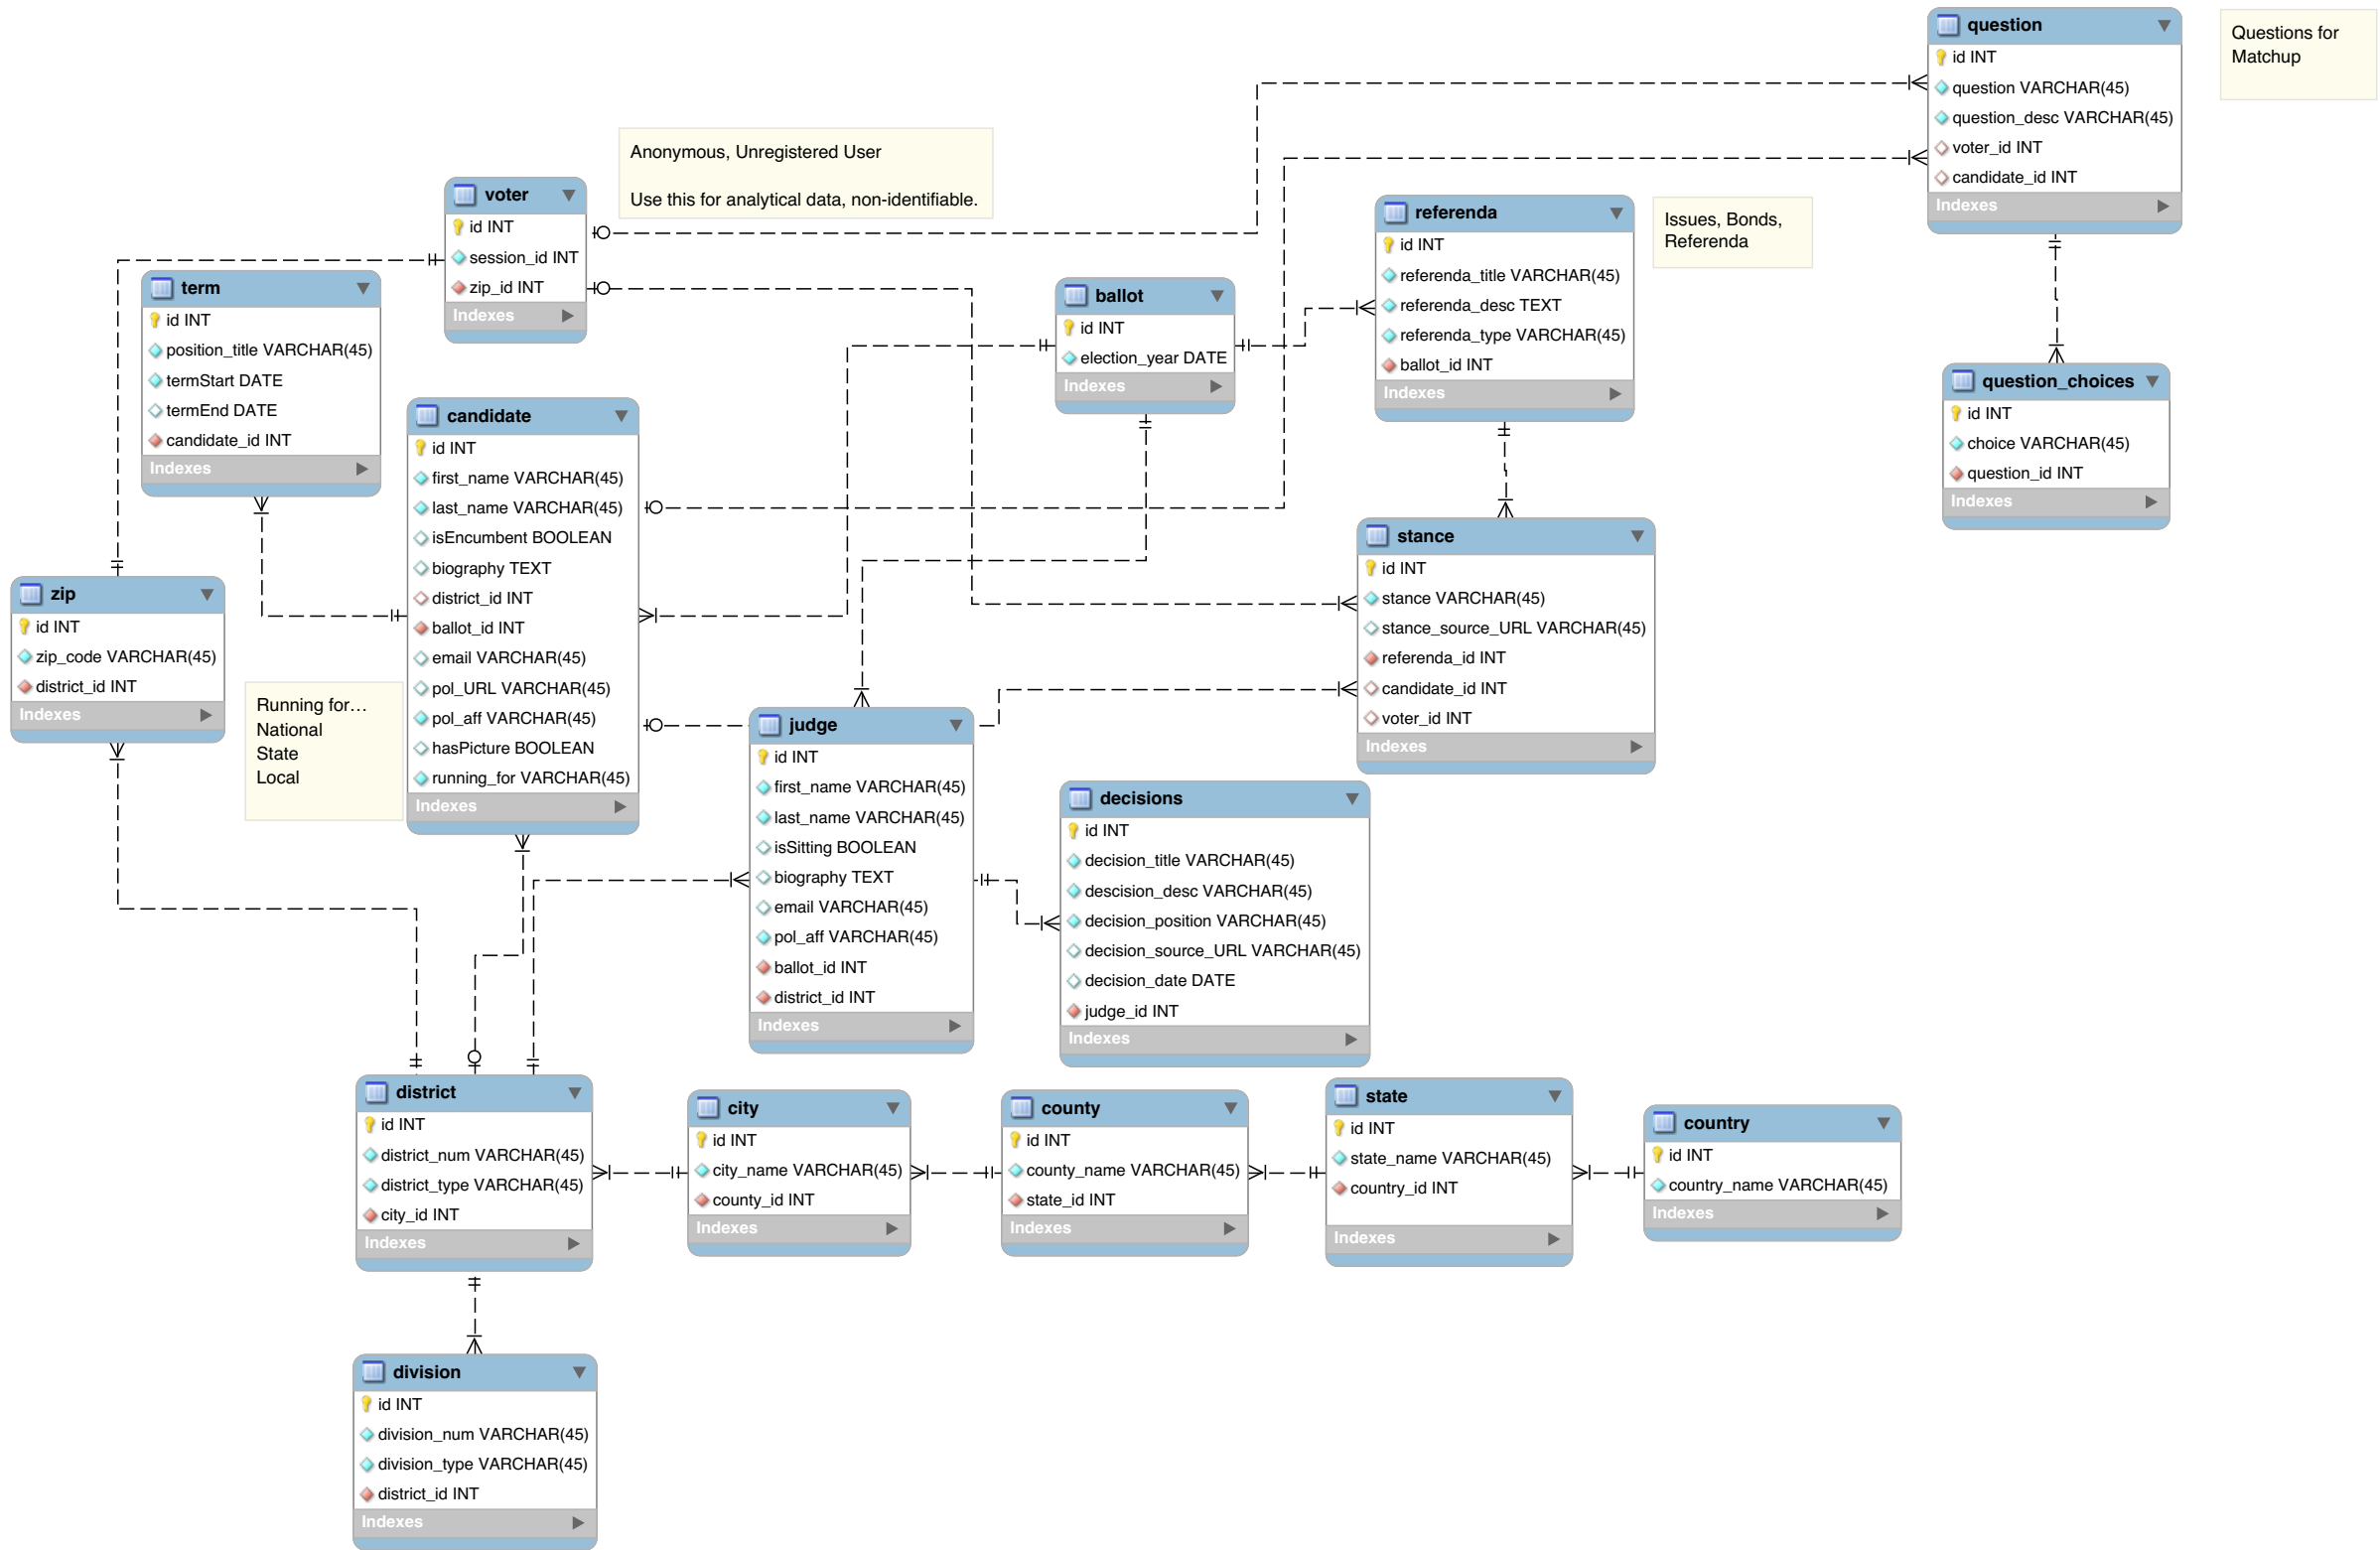 question
id INT
question VARCHAR(45)
question_desc VARCHAR(45)
voter_id INT
candidate_id INT
Indexes
Questions for
Matchup
Anonymous, Unregistered User
Use this for analytical data, non-identifiable.
voter
id INT
session_id INT
zip_id INT
Indexes
referenda
id INT
referenda_title VARCHAR(45)
referenda_desc TEXT
referenda_type VARCHAR(45)
ballot_id INT
Indexes
Issues, Bonds,
Referenda
term
id INT
position_title VARCHAR(45)
termStart DATE
termEnd DATE
candidate_id INT
Indexes
ballot
id INT
election_year DATE
Indexes
question_choices
id INT
choice VARCHAR(45)
question_id INT
Indexes
candidate
id INT
first_name VARCHAR(45)
last_name VARCHAR(45)
isEncumbent BOOLEAN
biography TEXT
district_id INT
ballot_id INT
email VARCHAR(45)
pol_URL VARCHAR(45)
pol_aff VARCHAR(45)
hasPicture BOOLEAN
running_for VARCHAR(45)
Indexes
stance
id INT
stance VARCHAR(45)
stance_source_URL VARCHAR(45)
referenda_id INT
candidate_id INT
voter_id INT
Indexes
zip
id INT
zip_code VARCHAR(45)
district_id INT
Indexes
Running for...
National
State
Local
judge
id INT
first_name VARCHAR(45)
last_name VARCHAR(45)
isSitting BOOLEAN
biography TEXT
email VARCHAR(45)
pol_aff VARCHAR(45)
ballot_id INT
district_id INT
Indexes
decisions
id INT
decision_title VARCHAR(45)
descision_desc VARCHAR(45)
decision_position VARCHAR(45)
decision_source_URL VARCHAR(45)
decision_date DATE
judge_id INT
Indexes
district
id INT
district_num VARCHAR(45)
district_type VARCHAR(45)
city_id INT
Indexes
city
id INT
city_name VARCHAR(45)
county_id INT
Indexes
county
id INT
county_name VARCHAR(45)
state_id INT
Indexes
state
id INT
state_name VARCHAR(45)
country_id INT
Indexes
country
id INT
country_name VARCHAR(45)
Indexes
division
id INT
division_num VARCHAR(45)
division_type VARCHAR(45)
district_id INT
Indexes